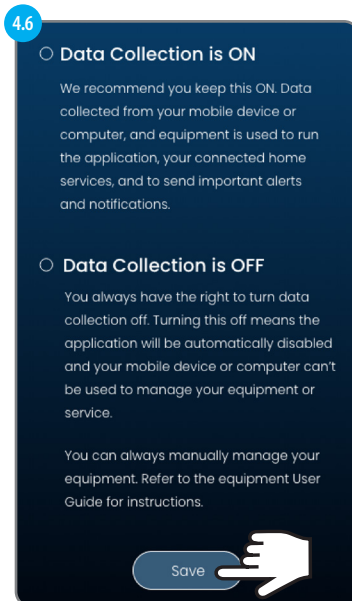 4.6
Data Collection is ON
We recommend you keep this ON. Data
collected from your mobile device or
computer, and equipment is used to run
the application, your connected home
services, and to send important alerts
and notifications.
Data Collection is OFF
You always have the right to turn data
collection off. Turning this off means the
application will be automatically disabled
and your mobile device or computer can't
be used to manage your equipment or
service.
You can always manually manage your
equipment. Refer to the equipment User
Guide for instructions.
Save